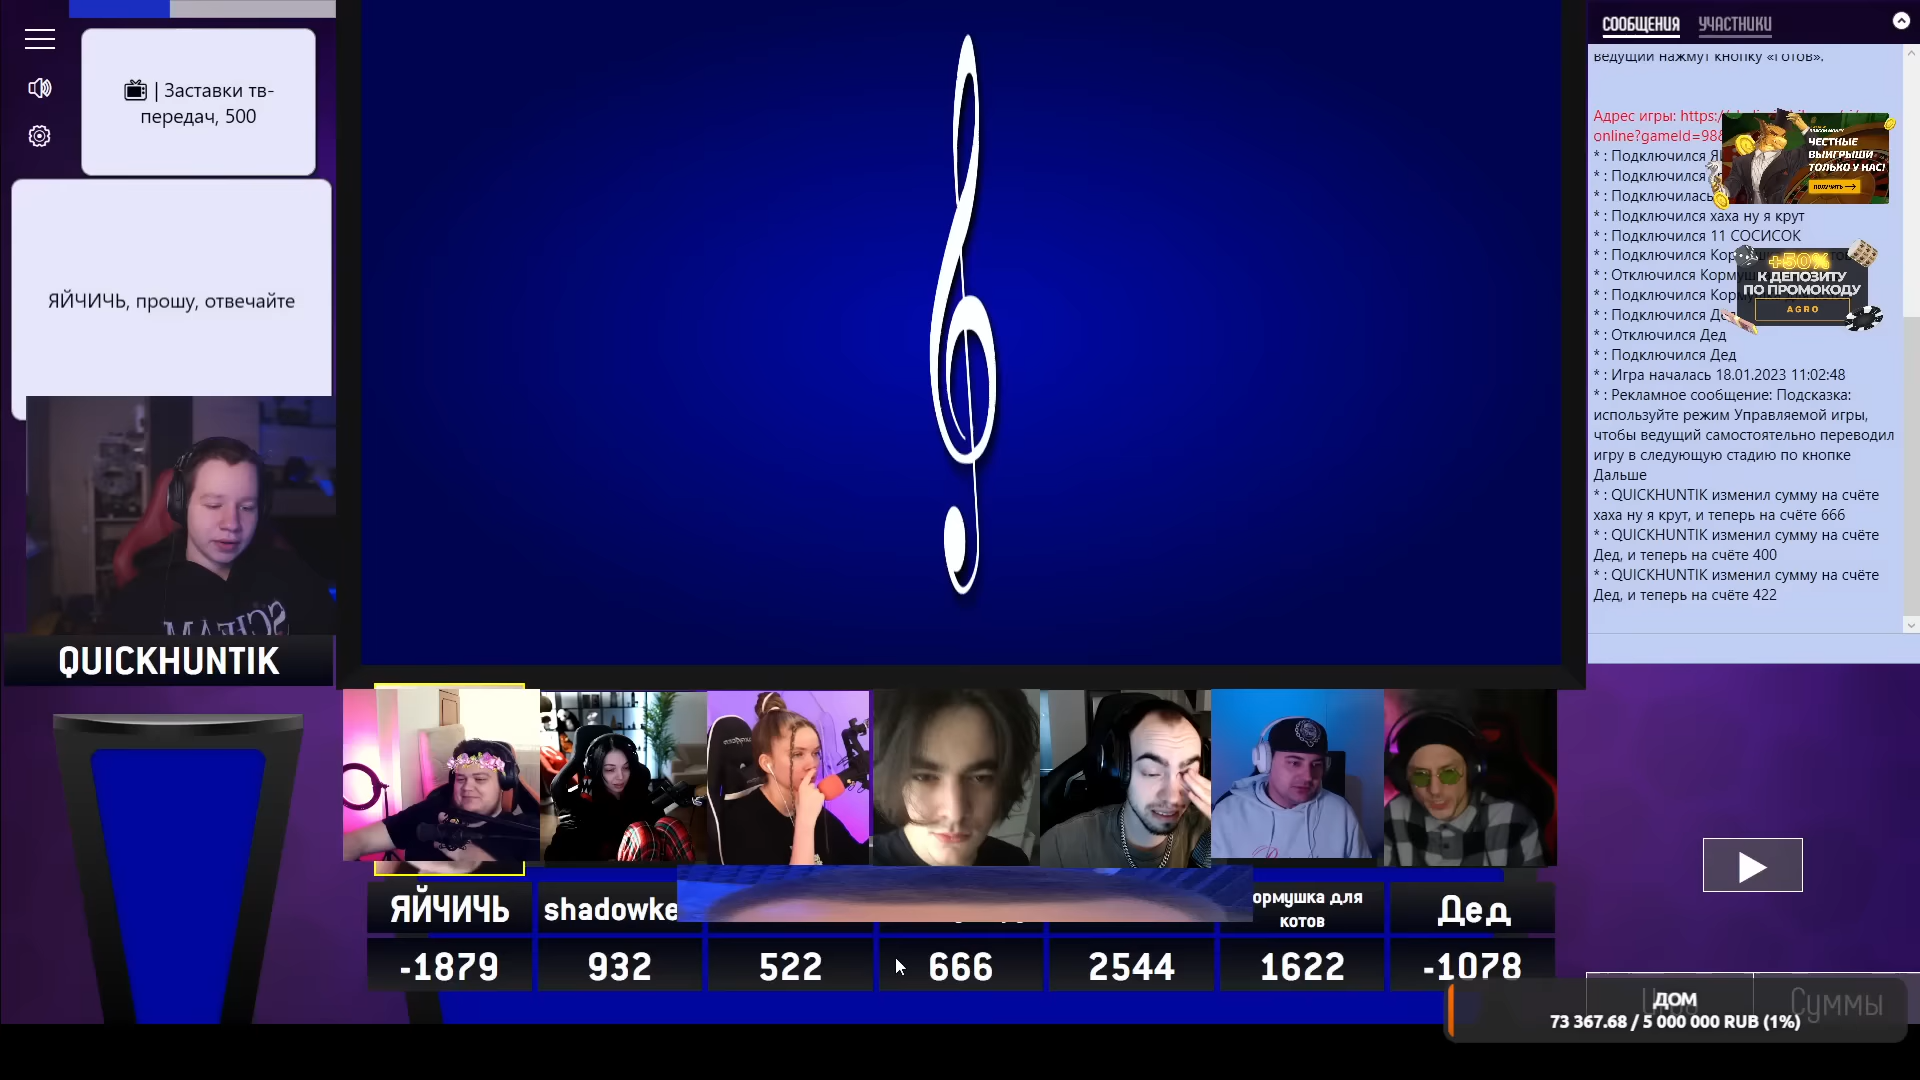 📺 | Заставки тв-
передач, 500
ЯЙЧИЧЬ, прошу, отвечайте
QUICKHUNTIK
СООБЩЕНИЯ
УЧАСТНИКИ
ведущий нажмут кнопку «Готов».
Адрес игры:
online?gameId=98
* : Подключился
* : Подключился
* : Подключилась
* : Подключился хаха ну я крут
* : Подключился 11 СОСИСОК
* : Подключился
* : Отключился
* : Подключился
* : Подключился
* : Отключился Дед
* : Подключился Дед
* : Игра началась 18.01.2023 11:02:48
* : Рекламное сообщение: Подсказка:
используйте режим Управляемой игры,
чтобы ведущий самостоятельно переводил
игру в следующую стадию по кнопке
Дальше
* : QUICKHUNTIK изменил сумму на счёте
хаха ну я крут, и теперь на счёте 666
* : QUICKHUNTIK изменил сумму на счёте
Дед, и теперь на счёте 400
* : QUICKHUNTIK изменил сумму на счёте
Дед, и теперь на счёте 422
ЧЕСТНЫЕ
ВЫИГРЫШИ
ТОЛЬКО У НАС!
ПОЛУЧИТЬ
+50%
К ДЕПОЗИТУ
ПО ПРОМОКОДУ
AGRO
ЯЙЧИЧЬ
shadowke
ормушка для
котов
Дед
-1879
932
522
666
2544
1622
-1078
Суммы
ДОМ
73 367.68 / 5 000 000 RUB (1%)